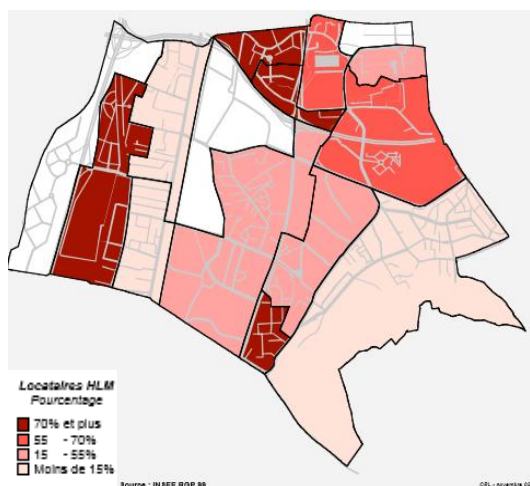 Locataires HLM
Pourcentage
70% et plus
55 - 70%
15 - 55%
Moins de 15%
Source : INSEE RGP 99